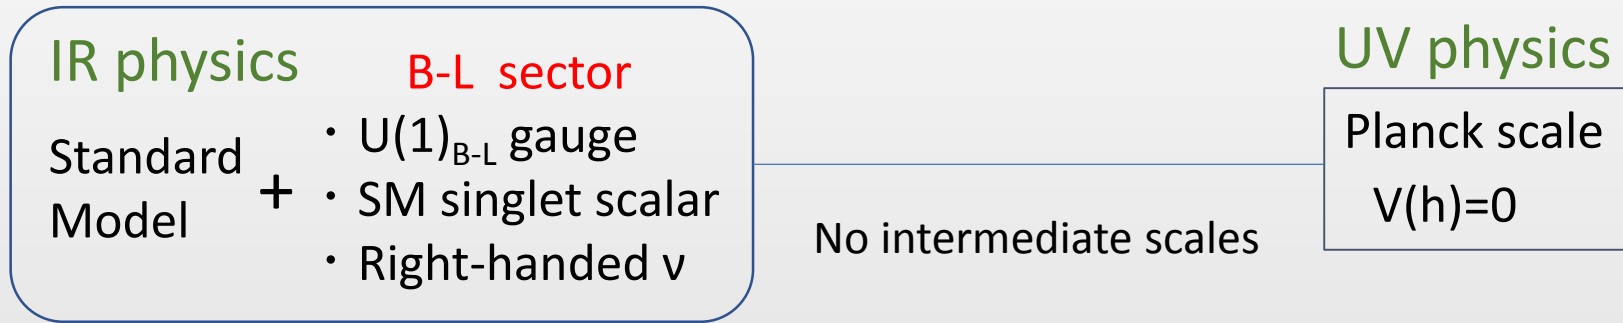 IR physics
B-L sector
Standard
Model
+
・U(1)B-L gauge
・SM singlet scalar
・Right-handed ν
No intermediate scales
UV physics
Planck scale
V(h)=0